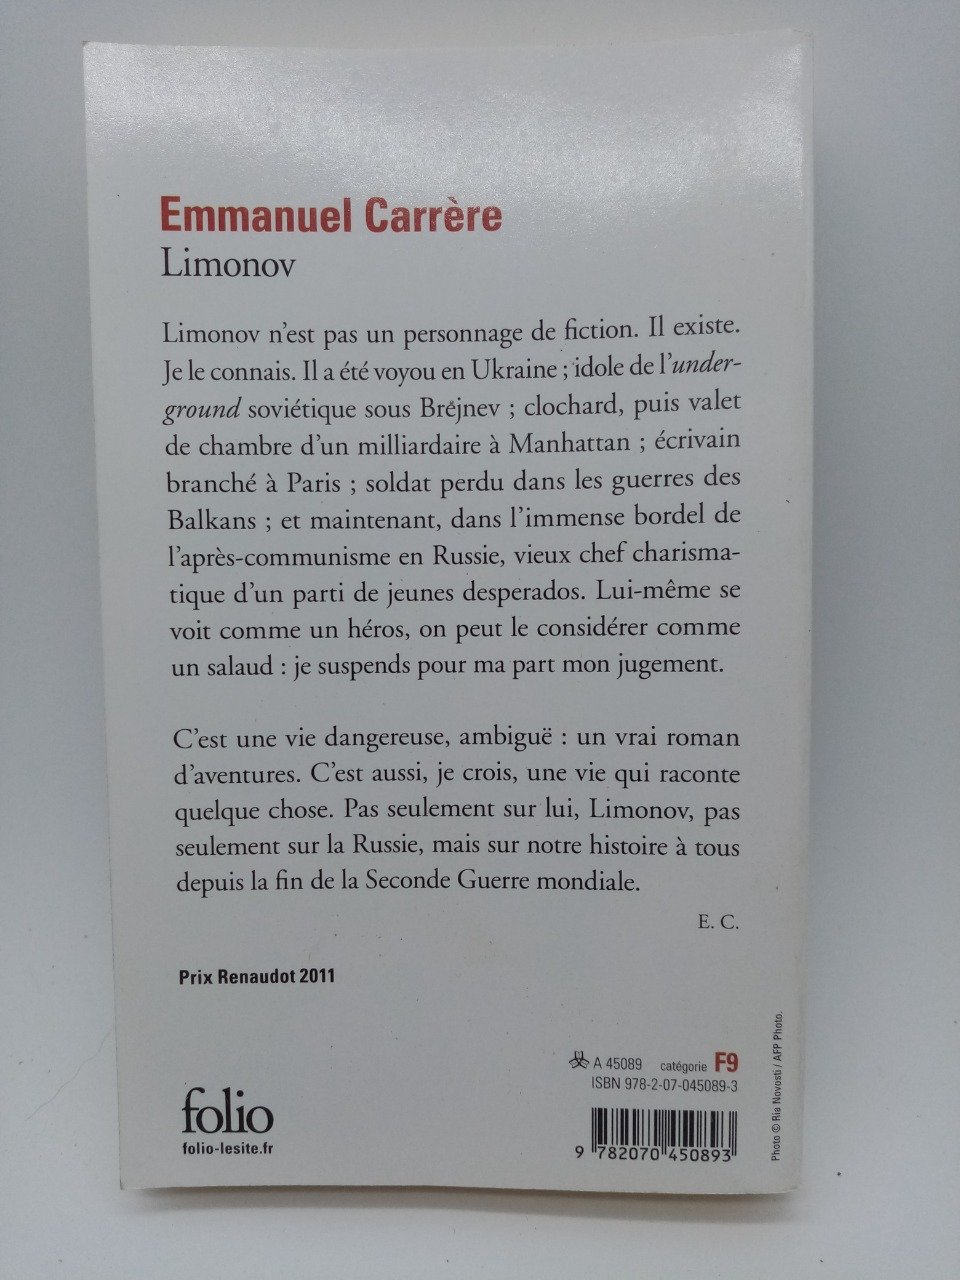 Emmanuel Carrère
Limonov
Limonov n'est pas un personnage de fiction. Il existe.
Je le connais. Il a été voyou en Ukraine ; idole de l'under-
ground soviétique sous Brejnev ; clochard, puis valet
de chambre d'un milliardaire à Manhattan ; écrivain
branché à Paris ; soldat perdu dans les guerres des
Balkans ; et maintenant, dans l'immense bordel de
l'après-communisme en Russie, vieux chef charisma-
tique d'un parti de jeunes desperados. Lui-même se
voit comme un héros, on peut le considérer comme
un salaud : je suspends pour ma part mon jugement.
C'est une vie dangereuse, ambiguë : un vrai roman
d'aventures. C'est aussi, je crois, une vie qui raconte
quelque chose. Pas seulement sur lui, Limonov, pas
seulement sur la Russie, mais sur notre histoire à tous
depuis la fin de la Seconde Guerre mondiale.
E. C.
Prix Renaudot 2011
A 45089 catégorie F9
ISBN 978-2-07-045089-3
folio
folio-lesite.fr
9 782070 450893
Photo © Ria Novosti / AFP Photo.